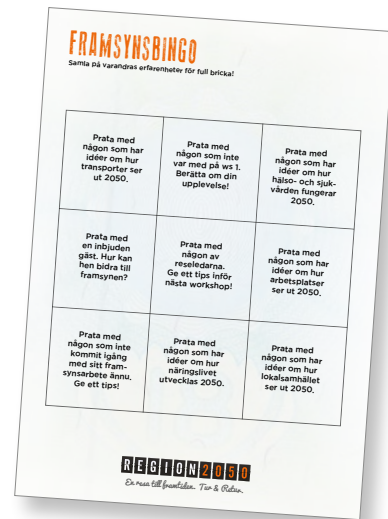 FRAMSYNSBINGO
Samla på varandras erfarenheter för full bricka!
Prata med
någon som har
idéer om hur
transporter ser
ut 2050.
Prata med
någon som inte
var med på ws 1.
Berätta om din
upplevelse!
Prata med
någon som har
idéer om hur
hälso- och sjuk-
vården fungerar
2050.
Prata med
en inbjuden
gäst. Hur kan
hen bidra till
framsynen?
Prata med
någon av
reseledarna.
Ge ett tips inför
nästa workshop!
Prata med
någon som har
idéer om hur
arbetsplatser
ser ut 2050.
Prata med
någon som inte
kommit igång
med sitt fram-
synsarbete ännu.
Ge ett tips!
Prata med
någon som har
idéer om hur
näringslivet
utvecklas 2050.
Prata med
någon som har
idéer om hur
lokalsamhället
ser ut 2050.
REGION2050
En resa till framtiden. Tur & Retur.